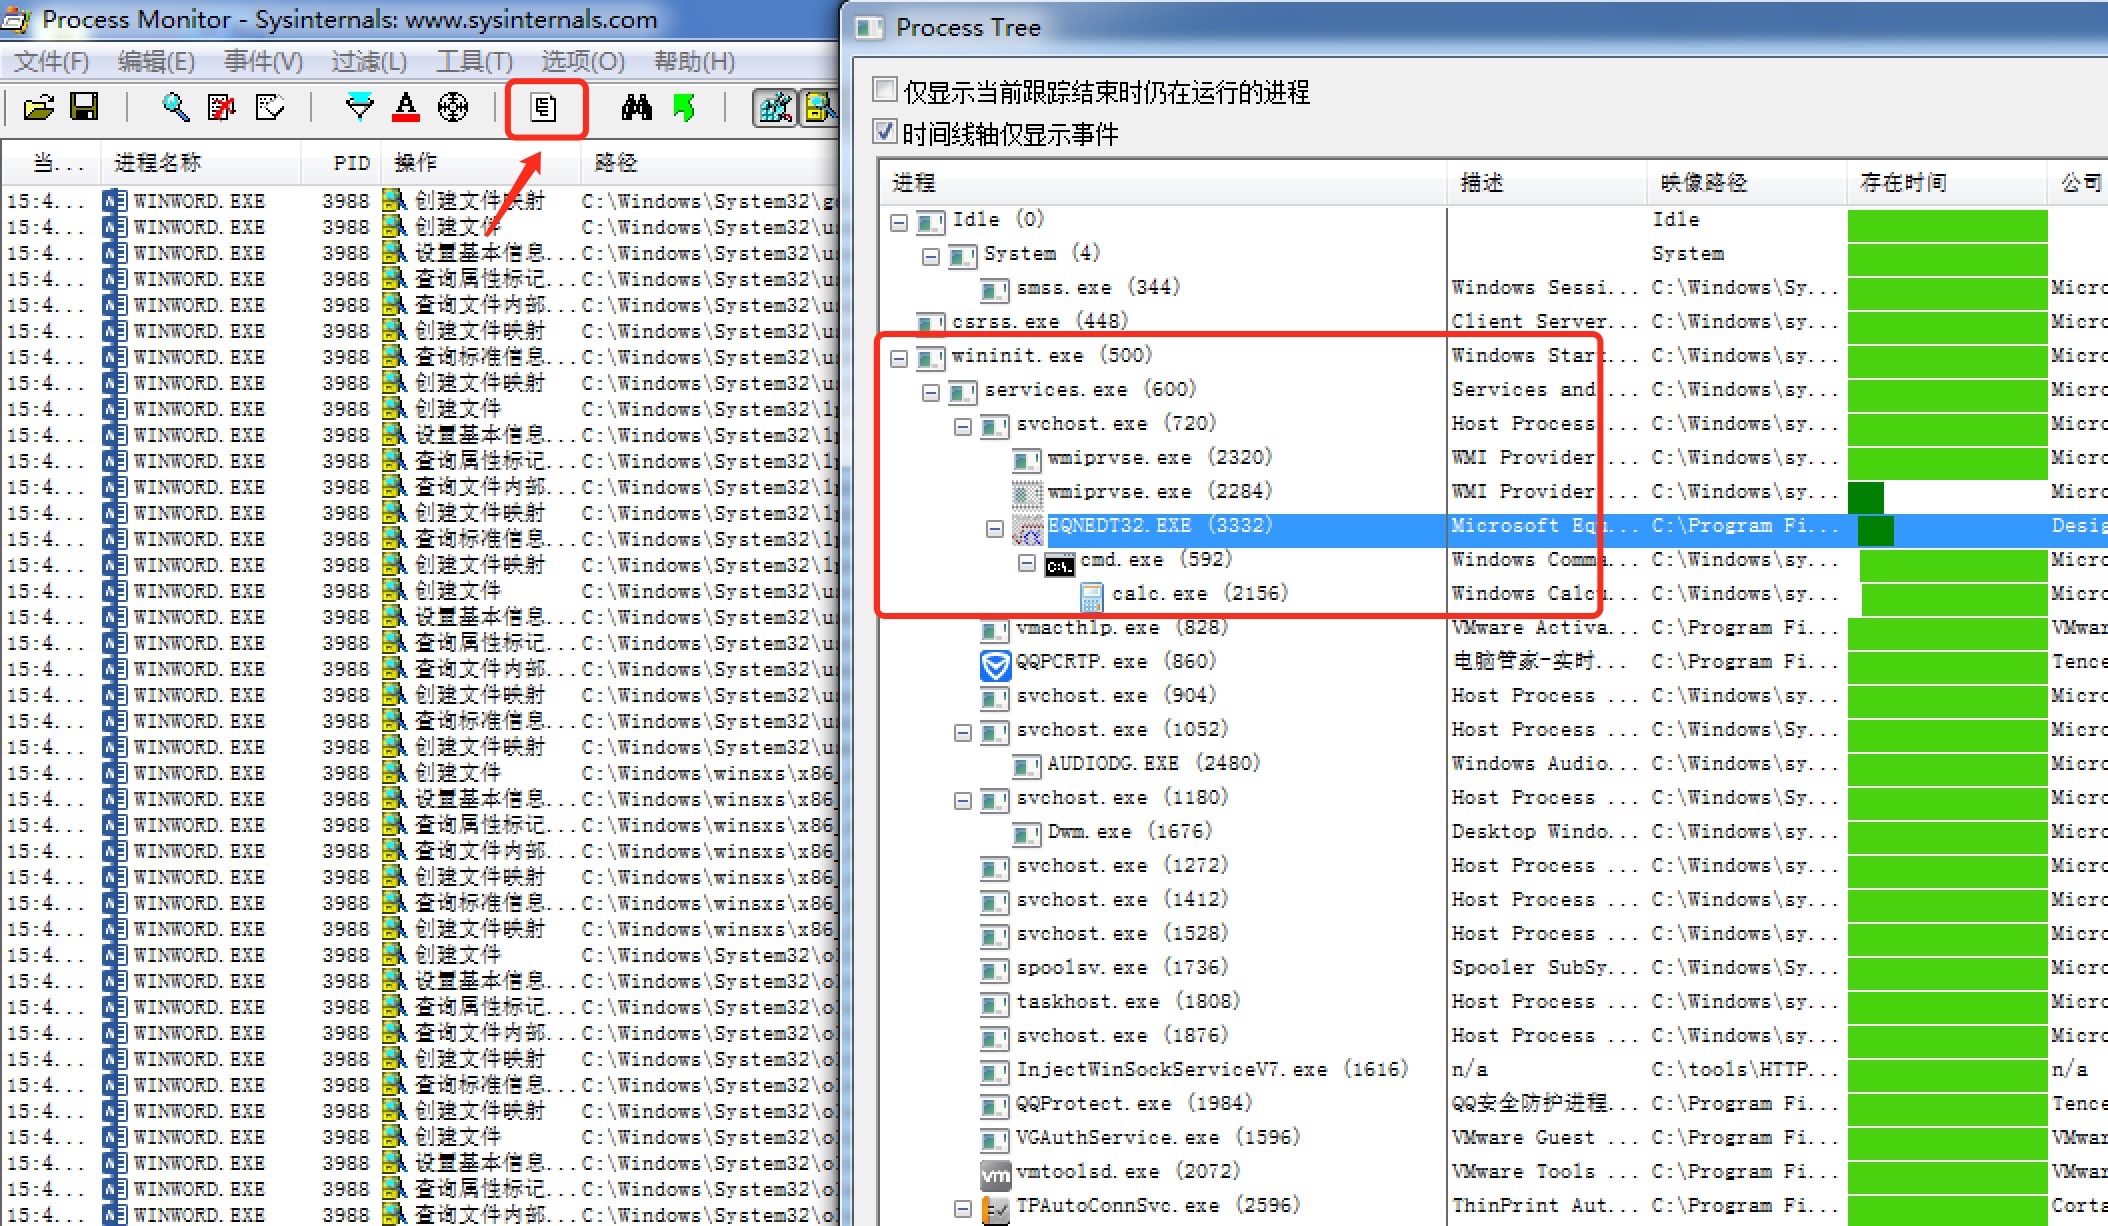 Process Monitor - Sysinternals: www.sysinternals.com
文件(F) 编辑(E) 事件(V) 过滤(L) 工具(T) 选项(O) 帮助(H)
当... 进程名称 PID 操作 路径
15:4... WINWORD.EXE 3988 创建文件映射 C:\Windows\System32\g
15:4... WINWORD.EXE 3988 创建文件 C:\Windows\System32\u
15:4... WINWORD.EXE 3988 设置基本信息... C:\Windows\System32\u
15:4... WINWORD.EXE 3988 查询属性标记... C:\Windows\System32\u
15:4... WINWORD.EXE 3988 查询文件内部... C:\Windows\System32\u
15:4... WINWORD.EXE 3988 创建文件映射 C:\Windows\System32\u
15:4... WINWORD.EXE 3988 查询标准信息... C:\Windows\System32\u
15:4... WINWORD.EXE 3988 创建文件映射 C:\Windows\System32\u
15:4... WINWORD.EXE 3988 创建文件 C:\Windows\System32\l
15:4... WINWORD.EXE 3988 设置基本信息... C:\Windows\System32\l
15:4... WINWORD.EXE 3988 查询属性标记... C:\Windows\System32\l
15:4... WINWORD.EXE 3988 查询文件内部... C:\Windows\System32\l
15:4... WINWORD.EXE 3988 创建文件映射 C:\Windows\System32\l
15:4... WINWORD.EXE 3988 查询标准信息... C:\Windows\System32\l
15:4... WINWORD.EXE 3988 创建文件映射 C:\Windows\System32\l
15:4... WINWORD.EXE 3988 创建文件 C:\Windows\System32\u
15:4... WINWORD.EXE 3988 设置基本信息... C:\Windows\System32\u
15:4... WINWORD.EXE 3988 查询属性标记... C:\Windows\System32\u
15:4... WINWORD.EXE 3988 查询文件内部... C:\Windows\System32\u
15:4... WINWORD.EXE 3988 创建文件映射 C:\Windows\System32\u
15:4... WINWORD.EXE 3988 查询标准信息... C:\Windows\System32\u
15:4... WINWORD.EXE 3988 创建文件映射 C:\Windows\System32\u
15:4... WINWORD.EXE 3988 创建文件 C:\Windows\winsxs\x86_
15:4... WINWORD.EXE 3988 设置基本信息... C:\Windows\winsxs\x86_
15:4... WINWORD.EXE 3988 查询属性标记... C:\Windows\winsxs\x86_
15:4... WINWORD.EXE 3988 查询文件内部... C:\Windows\winsxs\x86_
15:4... WINWORD.EXE 3988 创建文件映射 C:\Windows\winsxs\x86_
15:4... WINWORD.EXE 3988 查询标准信息... C:\Windows\winsxs\x86_
15:4... WINWORD.EXE 3988 创建文件映射 C:\Windows\winsxs\x86_
15:4... WINWORD.EXE 3988 创建文件 C:\Windows\System32\o
15:4... WINWORD.EXE 3988 设置基本信息... C:\Windows\System32\o
15:4... WINWORD.EXE 3988 查询属性标记... C:\Windows\System32\o
15:4... WINWORD.EXE 3988 查询文件内部... C:\Windows\System32\o
15:4... WINWORD.EXE 3988 创建文件映射 C:\Windows\System32\o
15:4... WINWORD.EXE 3988 查询标准信息... C:\Windows\System32\o
15:4... WINWORD.EXE 3988 创建文件映射 C:\Windows\System32\o
15:4... WINWORD.EXE 3988 创建文件 C:\Windows\System32\o
15:4... WINWORD.EXE 3988 设置基本信息... C:\Windows\System32\o
15:4... WINWORD.EXE 3988 查询属性标记... C:\Windows\System32\o
15:4... WINWORD.EXE 3988 查询文件内部... C:\Windows\System32\o
Process Tree
仅显示当前跟踪结束时仍在运行的进程
时间线轴仅显示事件
进程 描述 映像路径 存在时间 公司
Idle (0) Idle
System (4) System
smss.exe (344) Windows Sessi... C:\Windows\Sy... Micro
csrss.exe (448) Client Server... C:\Windows\sy... Micro
wininit.exe (500) Windows Start... C:\Windows\sy... Micro
services.exe (600) Services and ... C:\Windows\sy... Micro
svchost.exe (720) Host Process ... C:\Windows\sy... Micro
wmiprvse.exe (2320) WMI Provider ... C:\Windows\sy... Micro
wmiprvse.exe (2284) WMI Provider ... C:\Windows\sy... Micro
EQNEDT32.EXE (3332) Microsoft Equ... C:\Program Fi... Desig
cmd.exe (592) Windows Comma... C:\Windows\sy... Micro
calc.exe (2156) Windows Calcu... C:\Windows\sy... Micro
vmacthlp.exe (828) VMware Activa... C:\Program Fi... VMwar
QQPCRTP.exe (860) 电脑管家-实时... C:\Program Fi... Tence
svchost.exe (904) Host Process ... C:\Windows\sy... Micro
svchost.exe (1052) Host Process ... C:\Windows\Sy... Micro
AUDIODG.EXE (2480) Windows Audio... C:\Windows\sy... Micro
svchost.exe (1180) Host Process ... C:\Windows\Sy... Micro
Dwm.exe (1676) Desktop Windo... C:\Windows\sy... Micro
svchost.exe (1272) Host Process ... C:\Windows\sy... Micro
svchost.exe (1412) Host Process ... C:\Windows\sy... Micro
svchost.exe (1528) Host Process ... C:\Windows\sy... Micro
spoolsv.exe (1736) Spooler SubSy... C:\Windows\Sy... Micro
taskhost.exe (1808) Host Process ... C:\Windows\sy... Micro
svchost.exe (1876) Host Process ... C:\Windows\sy... Micro
InjectWinSockServiceV7.exe (1616) n/a C:\tools\HTTP... n/a
QQProtect.exe (1984) QQ安全防护进程... C:\Program Fi... Tence
VGAuthService.exe (1596) VMware Guest ... C:\Program Fi... VMwar
vmtoolsd.exe (2072) VMware Tools ... C:\Program Fi... VMwar
TPAutoConnSvc.exe (2596) ThinPrint Aut... C:\Program Fi... Corta